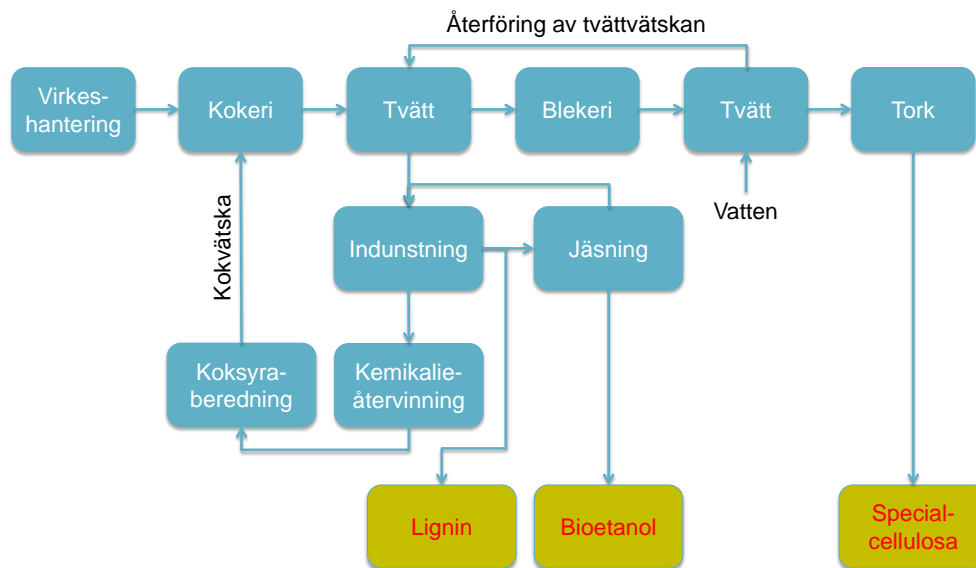 Återföring av tvättvätskan
Virkes-
hantering
Kokeri
Tvätt
Blekeri
Tvätt
Tork
Kokvätska
Vatten
Indunstning
Jäsning
Koksyra-
beredning
Kemikalie-
återvinning
Lignin
Bioetanol
Special-
cellulosa